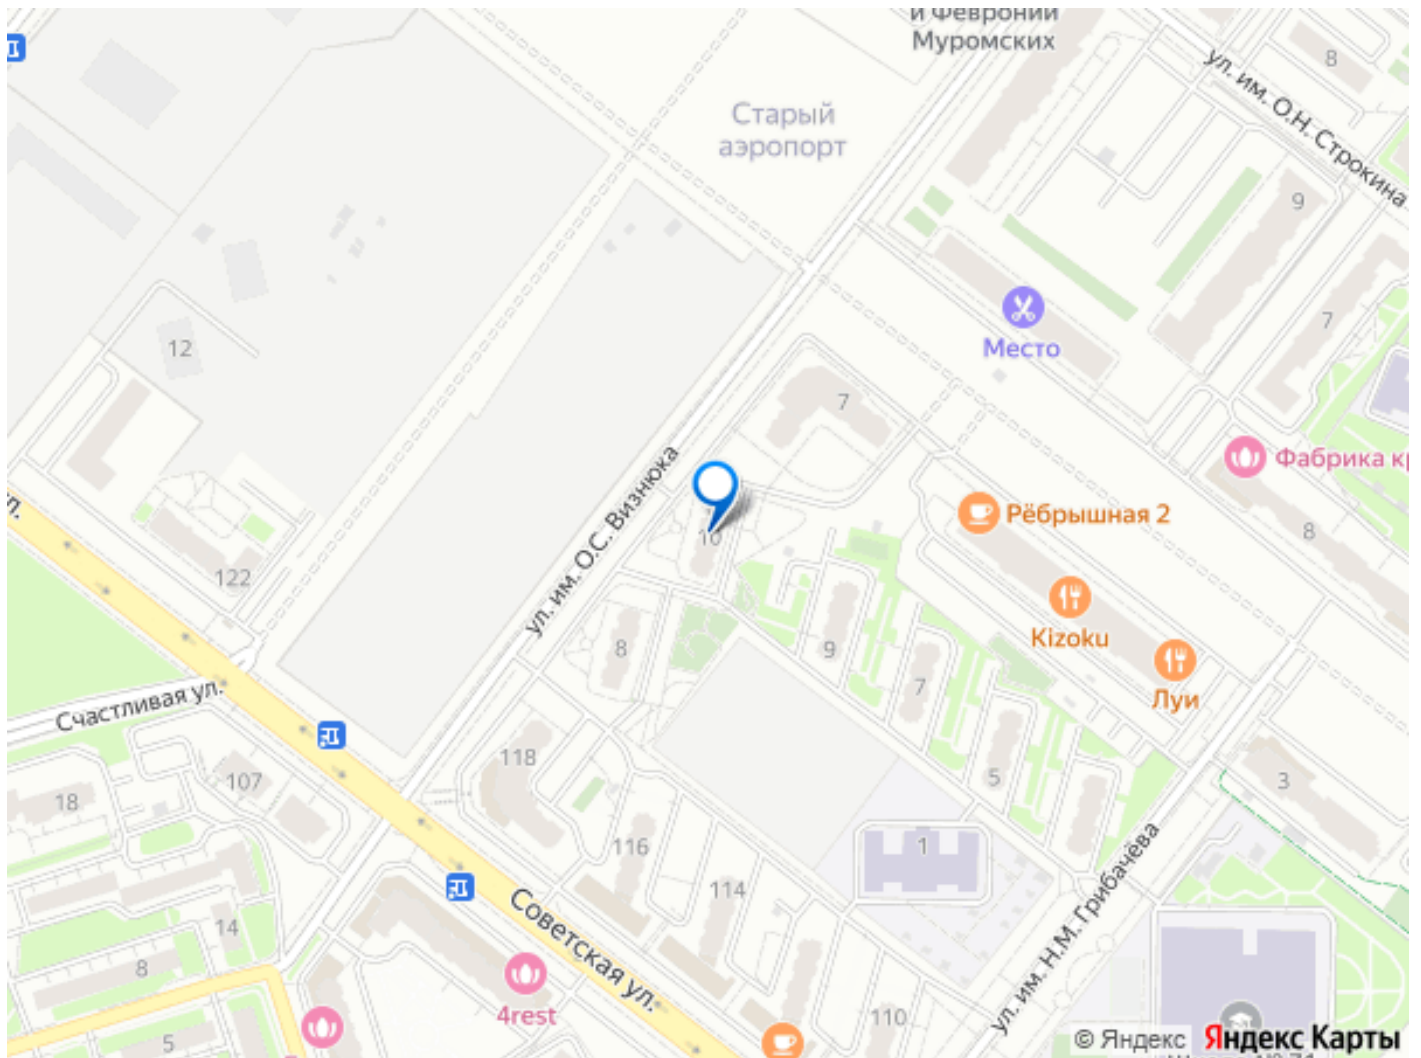 и Февронии
Муромских
ул. им. О.Н. Строкина
8
Старый
аэропорт
9
7
12
Место
7
ул. им. О.С. Визнюка
Фабрика кр
Рёбрышная 2
10
8
122
ул.
Kizoku
8
9
7
Луи
Счастливая ул.
118
107
18
5
3
116
1
114
ул. им. Н.М. Грибачёва
Советская ул.
14
8
4rest
110
5
© Яндекс Яндекс Карты